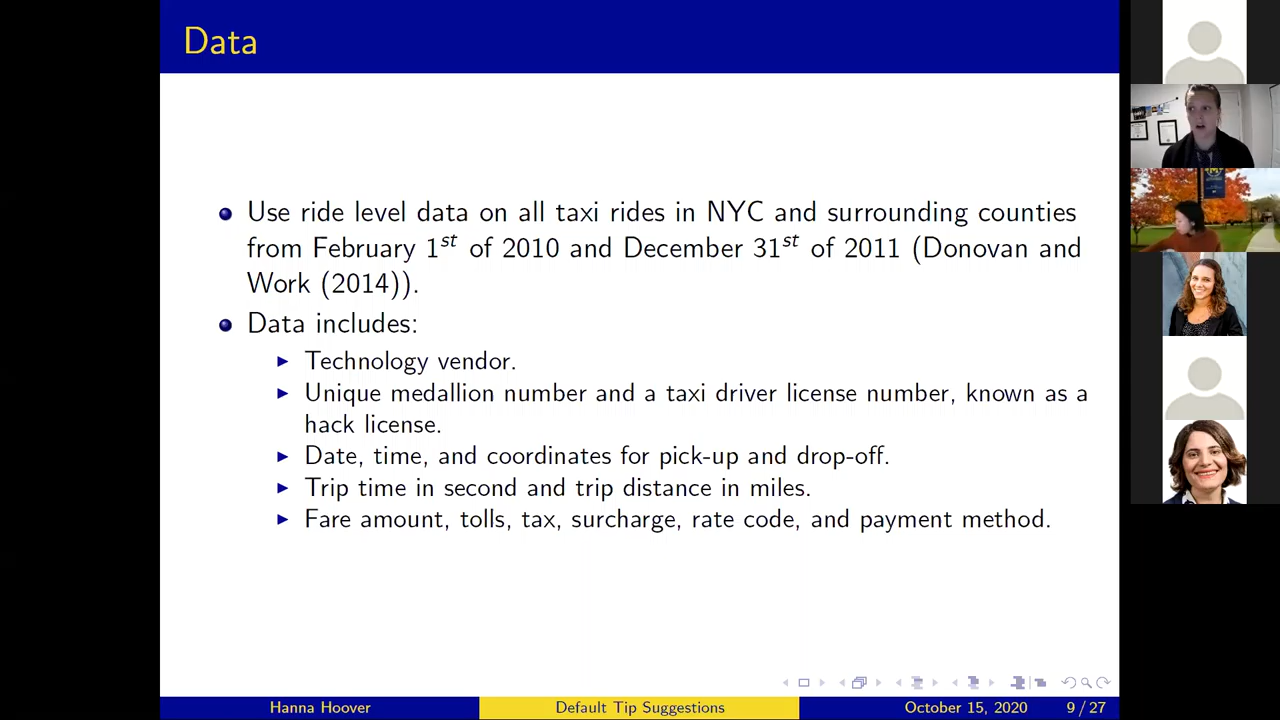 Data
Use ride level data on all taxi rides in NYC and surrounding counties
from February 1st of 2010 and December 31st of 2011 (Donovan and
Work (2014)).
Data includes:
Technology vendor.
Unique medallion number and a taxi driver license number, known as a
hack license.
Date, time, and coordinates for pick-up and drop-off.
Trip time in second and trip distance in miles.
Fare amount, tolls, tax, surcharge, rate code, and payment method.
Hanna Hoover
Default Tip Suggestions
October 15, 2020
9 / 27